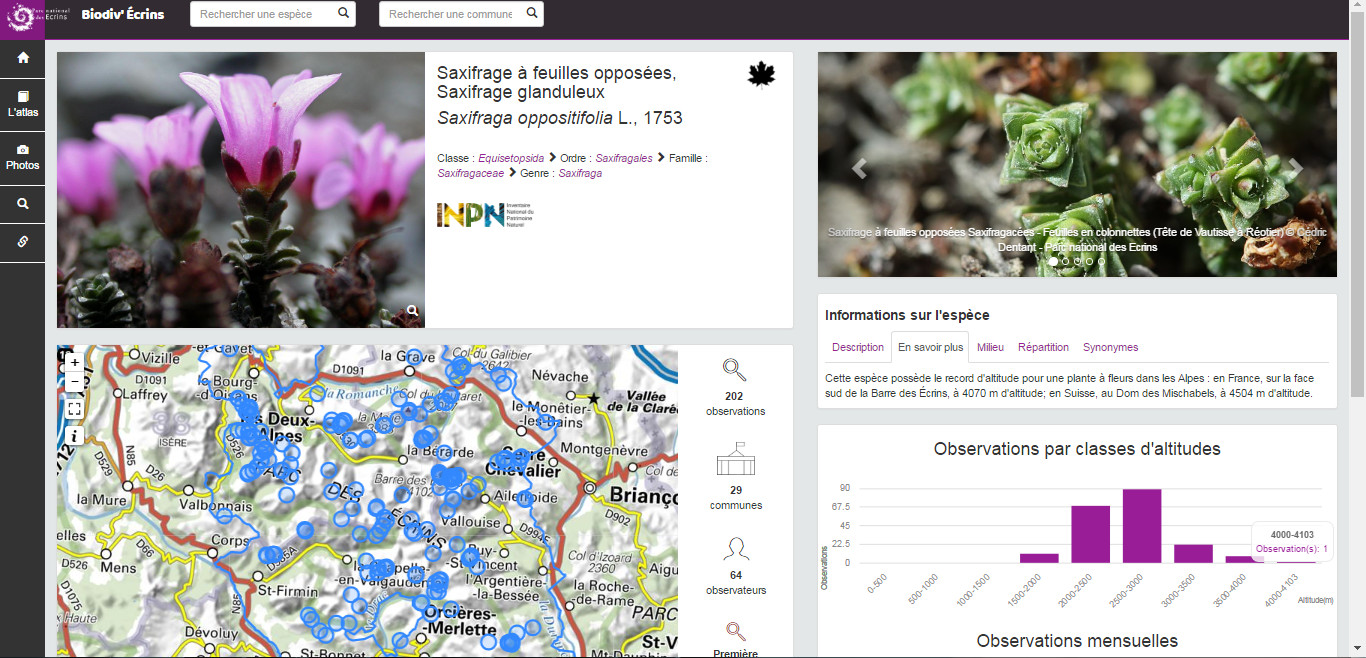 Parc national
des Écrins
Biodiv' Écrins
Rechercher une espèce
Rechercher une commune
L'atlas
Photos
Saxifrage à feuilles opposées,
Saxifrage glanduleux
Saxifraga oppositifolia L., 1753
Classe : Equisetopsida > Ordre : Saxifragales > Famille :
Saxifragaceae > Genre : Saxifraga
INPN
Inventaire
National du
Patrimoine
Naturel
Saxifrage à feuilles opposées Saxifragacées - Feuilles en colonnettes (Tête de Vautisse à Réotier) © Cédric
Dentant - Parc national des Ecrins
Informations sur l'espèce
Description
En savoir plus
Milieu
Répartition
Synonymes
Cette espèce possède le record d'altitude pour une plante à fleurs dans les Alpes : en France, sur la face
sud de la Barre des Écrins, à 4070 m d'altitude; en Suisse, au Dom des Mischabels, à 4504 m d'altitude.
+
−
i
Vizille
D1091
Laffrey
le Bourg-
-d'Oisans
D1091
la Grave
Col du Galibier
2642
la Romanche
Névache
Vallée
de la Clarée
le Monêtier-
-les-Bains
Deux-
Alpes
ISÈRE
D529
N85
D26
D526
la Bérarde
Serre
Chevalier
Montgenèvre
PARC
DES
ÉCRINS
Barre des
4102
Ailefroide
Brianço
la Mure
Valbonnais
Vallouise
D902
D994E
Corps
D66
D526
Mens
D985A
Col d'Izoard
2360
-en-Valgaudemar
l'Argentière-
-la-Bessée
la Roche-
-de-Rame
St-Firmin
D1075
N85
Orcières-
-Merlette
PARC
Dévoluy
St-Bonnet
St-V
202
observations
29
communes
64
observateurs
Première
Observations par classes d'altitudes
Observations
90
67.5
45
22.5
0
0-500
500-1000
1000-1500
1500-2000
2000-2500
2500-3000
3000-3500
3500-4000
4000-4103
Altitude(m)
4000-4103
Observation(s): 1
Observations mensuelles